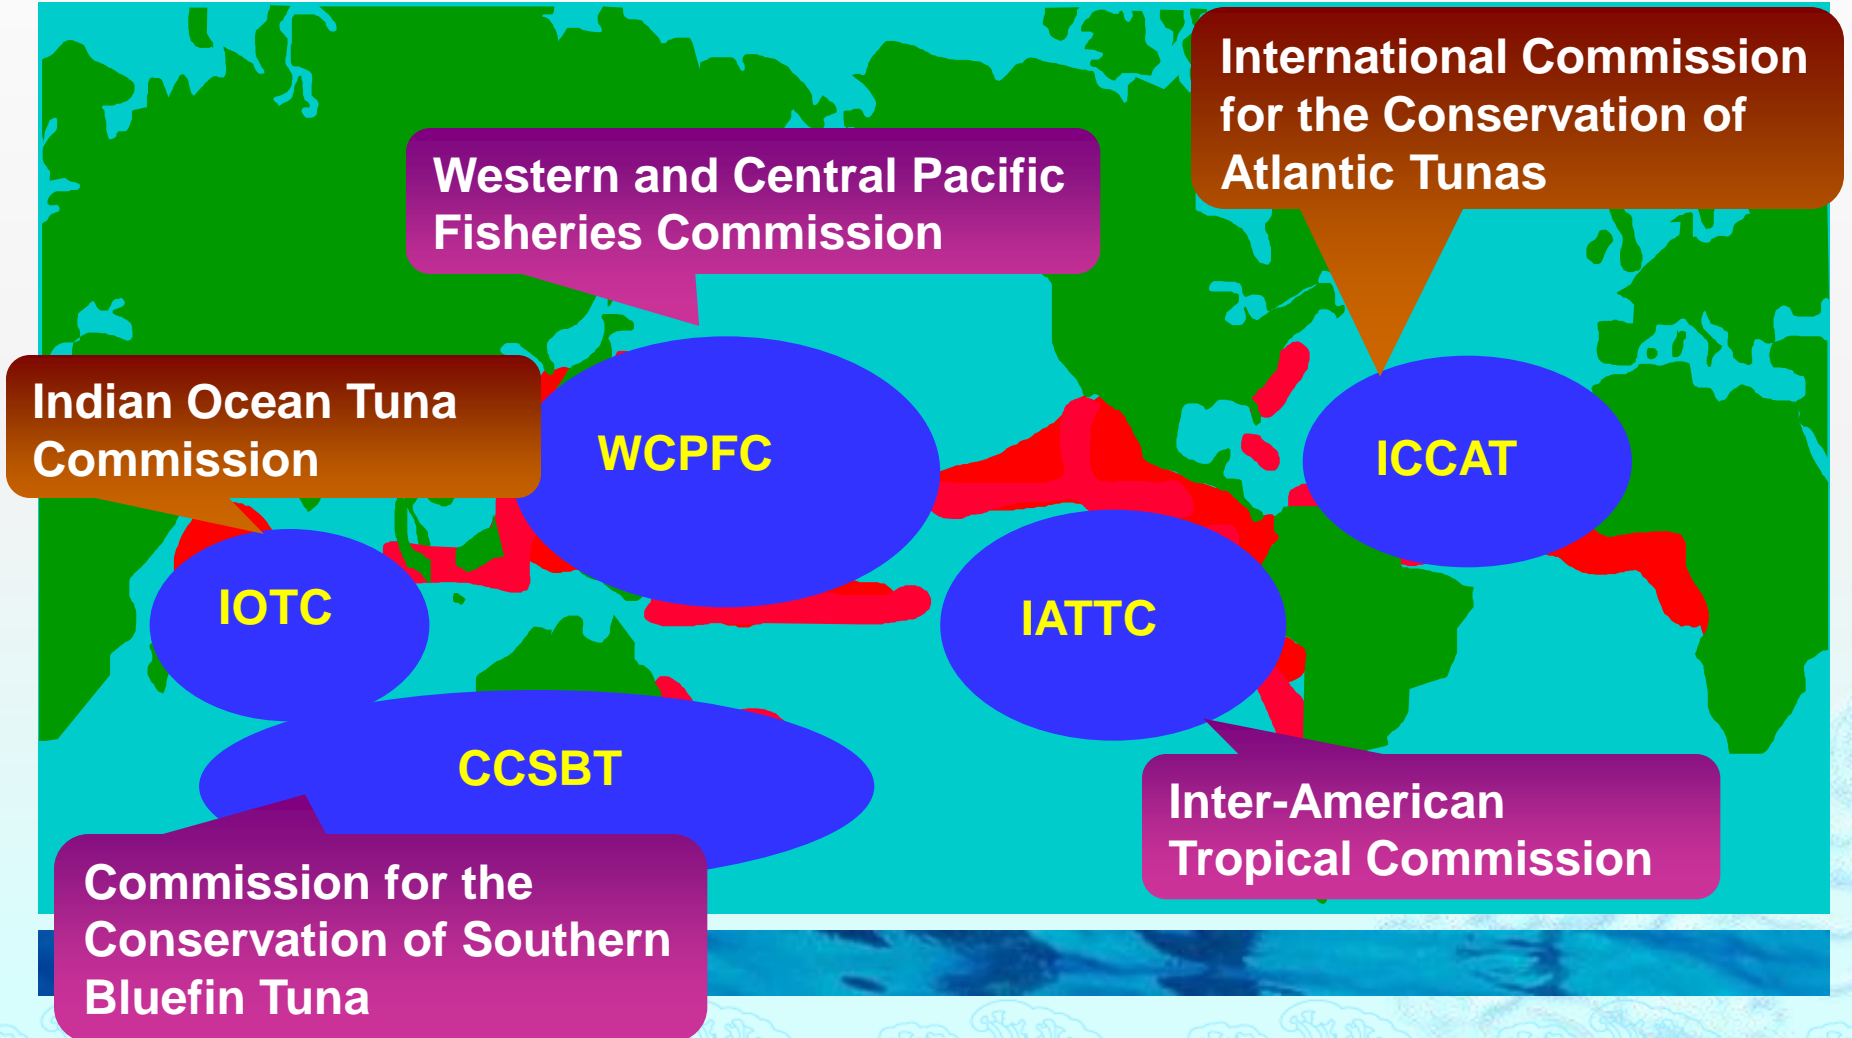 International Commission
for the Conservation of
Atlantic Tunas
Western and Central Pacific
Fisheries Commission
Indian Ocean Tuna
Commission
WCPFC
ICCAT
IOTC
IATTC
CCSBT
Inter-American
Tropical Commission
Commission for the
Conservation of Southern
Bluefin Tuna